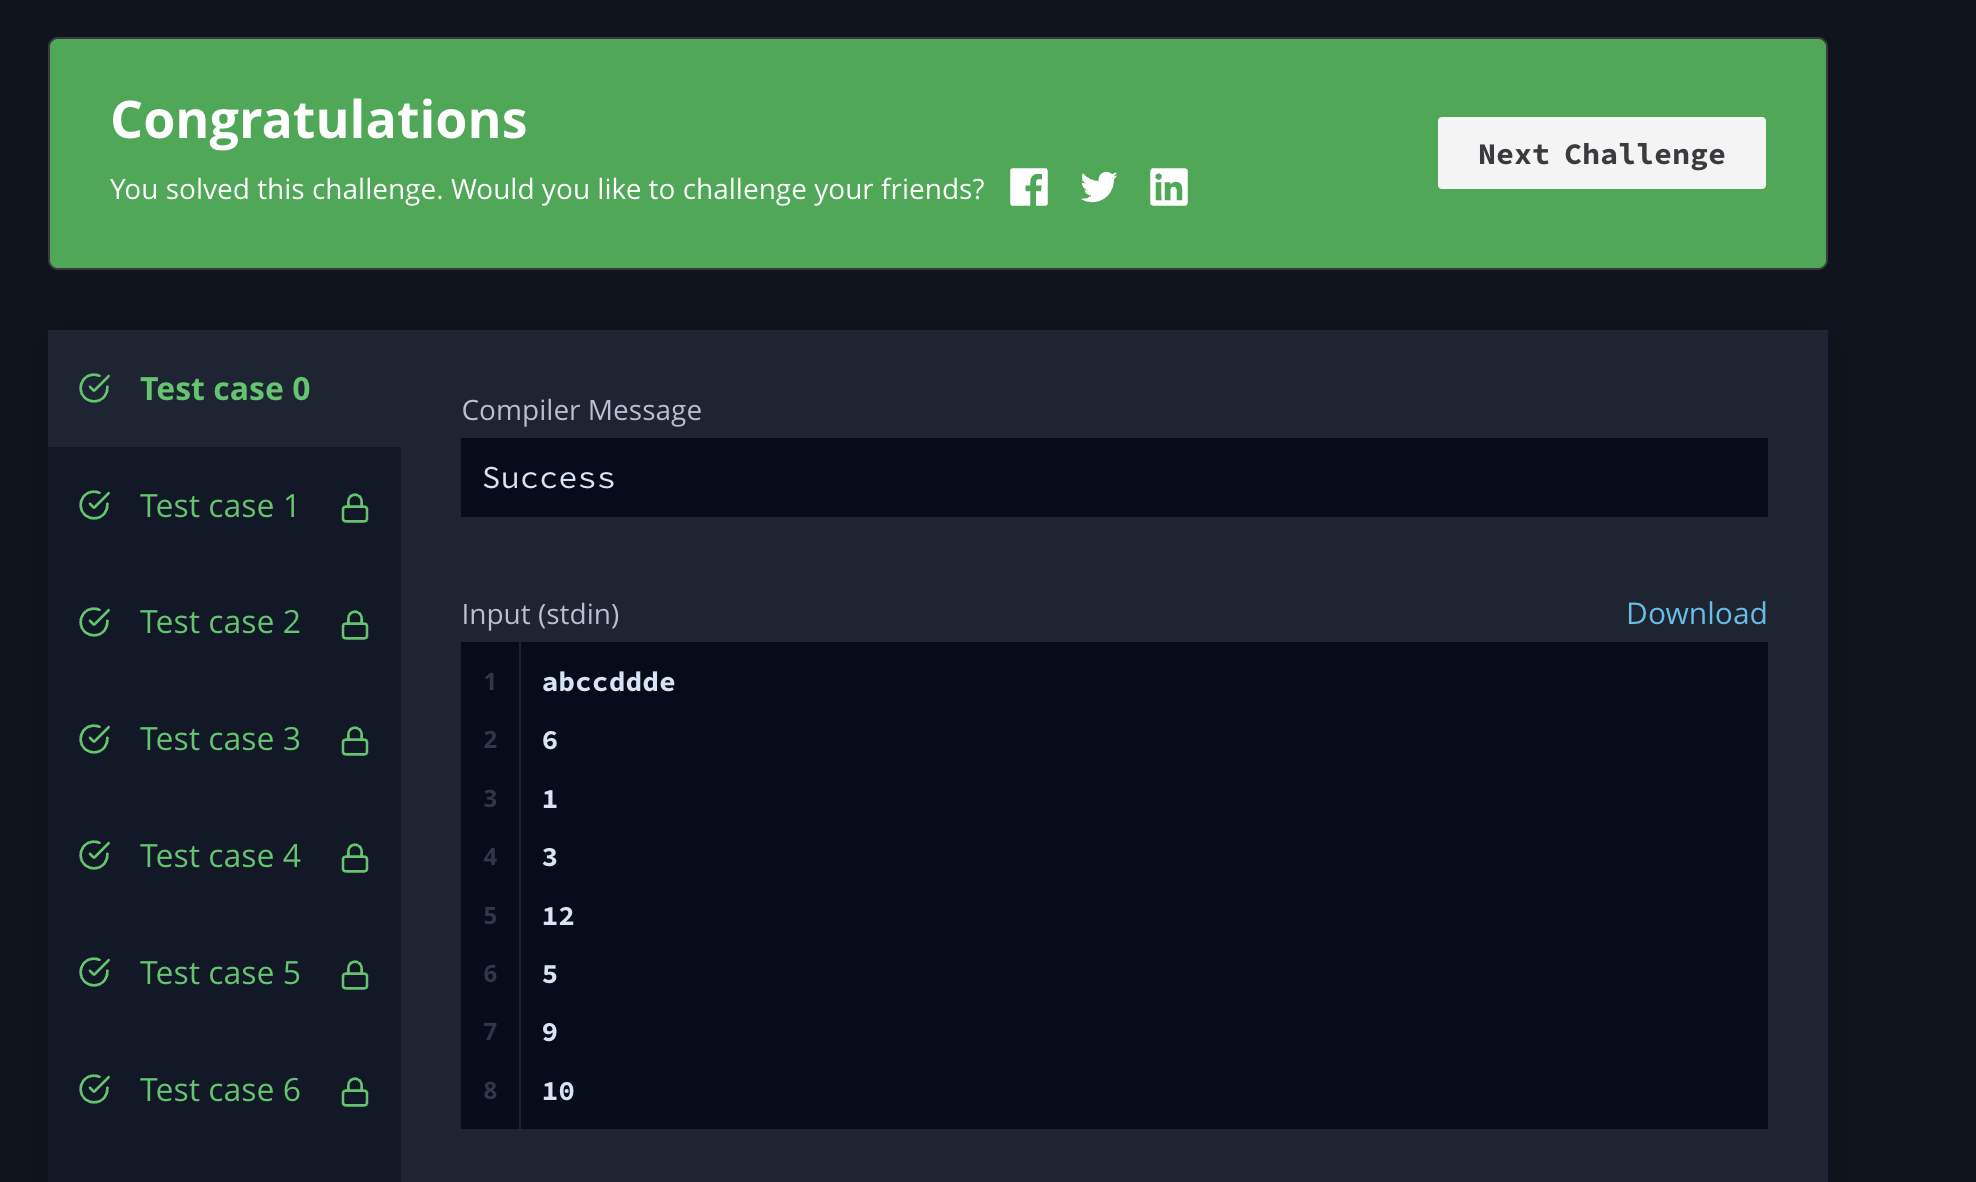 Congratulations
You solved this challenge. Would you like to challenge your friends?
Next Challenge
Test case 0
Test case 1
Test case 2
Test case 3
Test case 4
Test case 5
Test case 6
Compiler Message
Success
Input (stdin)
Download
1 abccddde
2 6
3 1
4 3
5 12
6 5
7 9
8 10